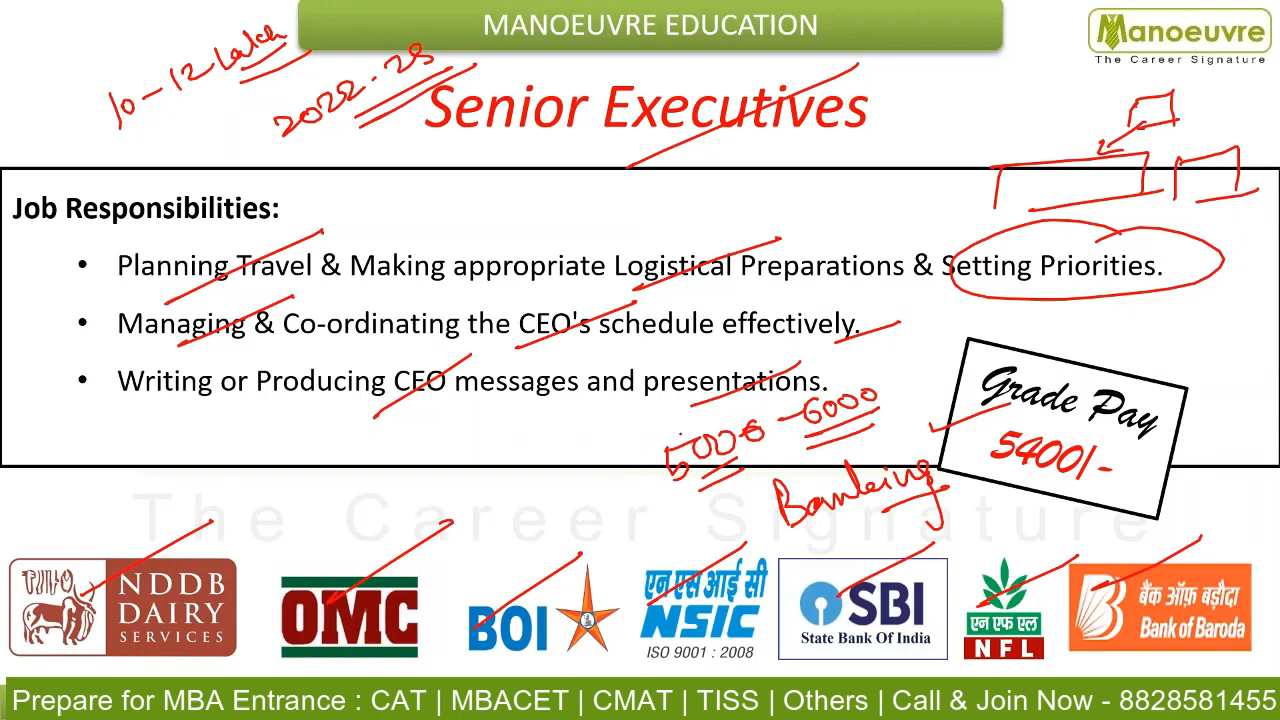 MANOEUVRE EDUCATION
Manoeuvre
The Career Signature
10-12 Lakh
2022-23
Senior Executives
Job Responsibilities:
• Planning Travel & Making appropriate Logistical Preparations & Setting Priorities.
• Managing & Co-ordinating the CEO's schedule effectively.
• Writing or Producing CEO messages and presentations.
Grade Pay
5400/-
5000-6000
Banking
The Career Signature
NDDB
DAIRY
SERVICES
OMC
BOI
एन एस आई सी
NSIC
ISO 9001 : 2008
SBI
State Bank Of India
एन एफ एल
NFL
बैंक ऑफ़ बड़ौदा
Bank of Baroda
Prepare for MBA Entrance : CAT | MBACET | CMAT | TISS | Others | Call & Join Now - 8828581455